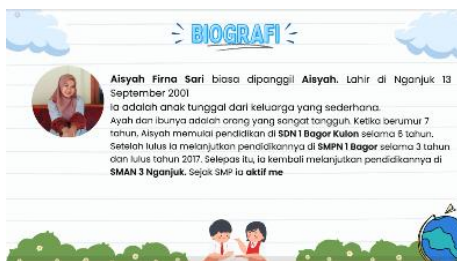 BIOGRAFI
Aisyah Firna Sari biasa dipanggil Aisyah. Lahir di Nganjuk 13
September 2001
Ia adalah anak tunggal dari keluarga yang sederhana.
Ayah dan ibunya adalah orang yang sangat tangguh. Ketika berumur 7
tahun, Aisyah memulai pendidikan di SDN 1 Bagor Kulon selama 6 tahun.
Setelah lulus ia melanjutkan pendidikannya di SMPN 1 Bagor selama 3 tahun
dan lulus tahun 2017. Selepas itu, ia kembali melanjutkan pendidikannya di
SMAN 3 Nganjuk. Sejak SMP ia aktif me